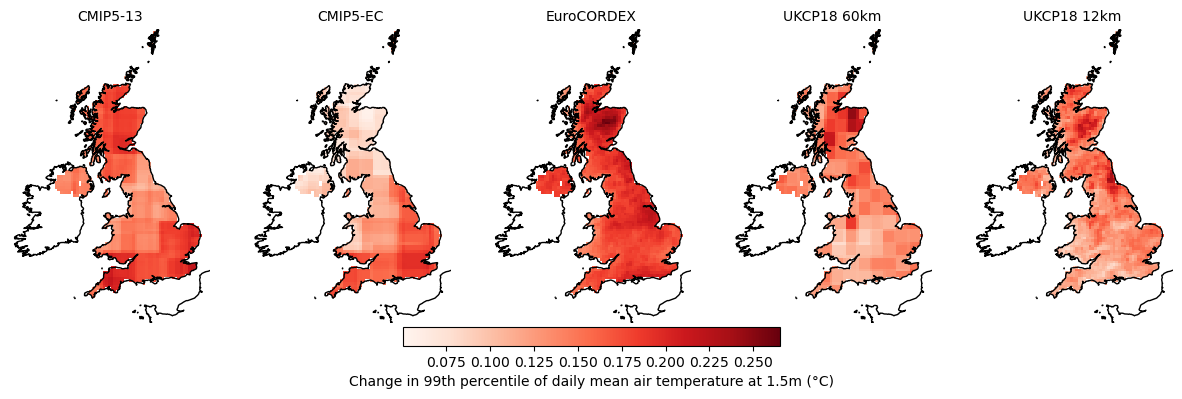 CMIP5-13 CMIP5-EC EuroCORDEX UKCP18 60km UKCP18 12km
0.075 0.100 0.125 0.150 0.175 0.200 0.225 0.250
Change in 99th percentile of daily mean air temperature at 1.5m (°C)